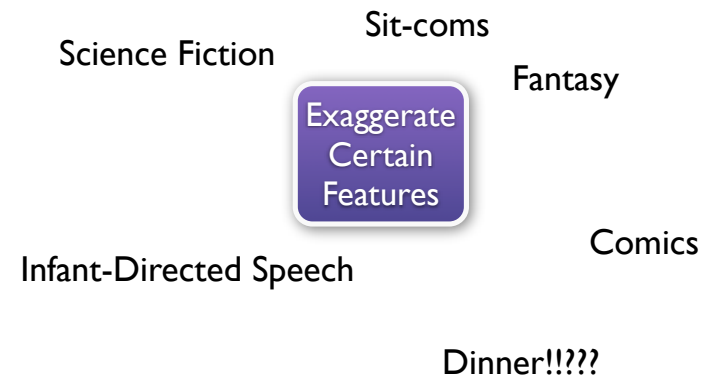 Sit-coms
Science Fiction
Fantasy
Exaggerate
Certain
Features
Comics
Infant-Directed Speech
Dinner!!???